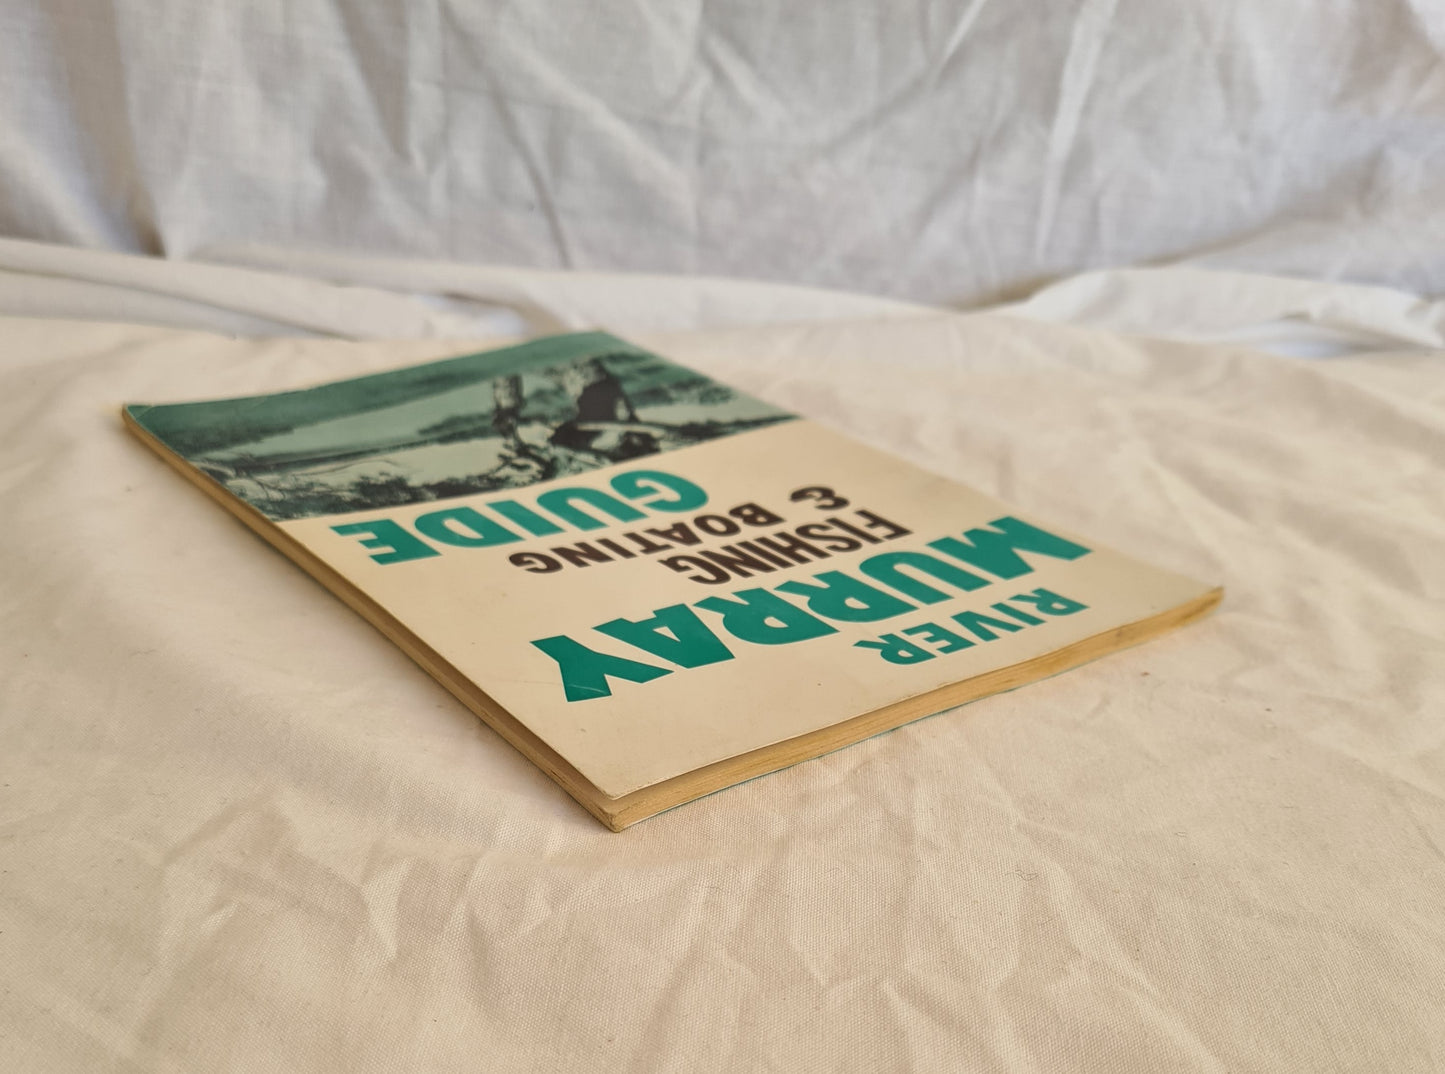 RIVER
MURRAY
FISHING
& BOATING
GUIDE